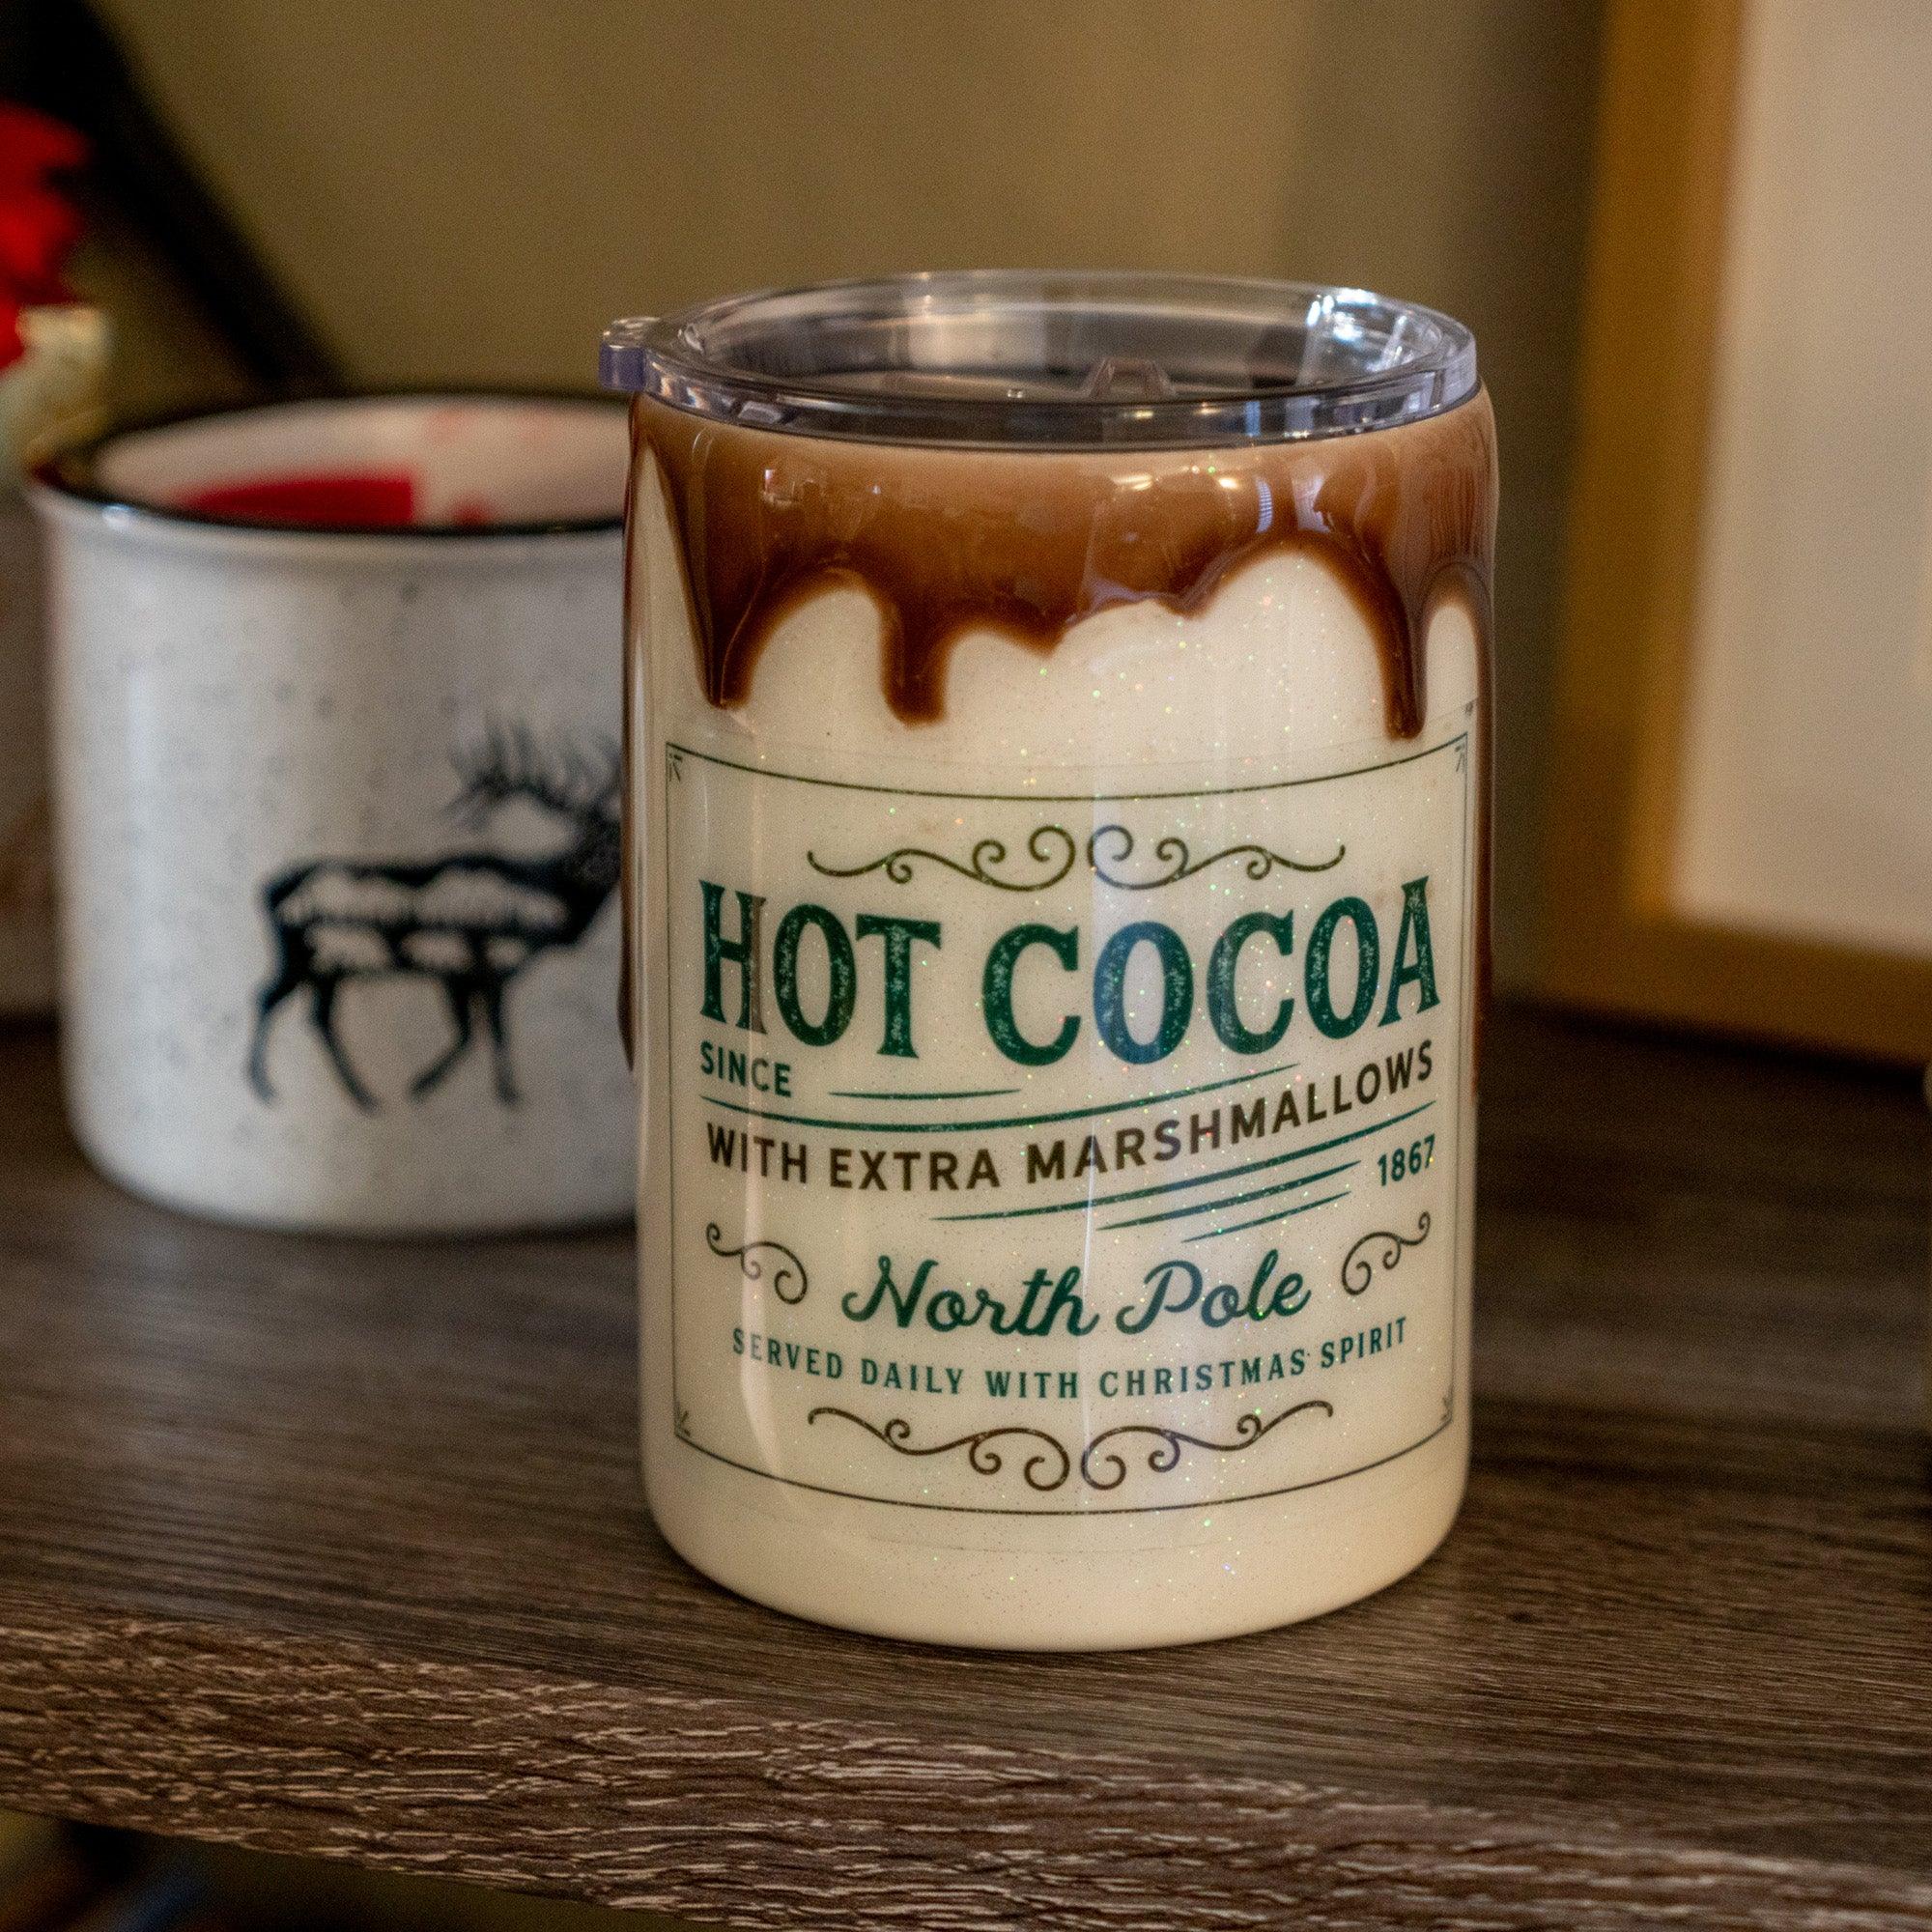 HOT COCOA
SINCE
WITH EXTRA MARSHMALLOWS
1867
North Pole
SERVED DAILY WITH CHRISTMAS SPIRIT